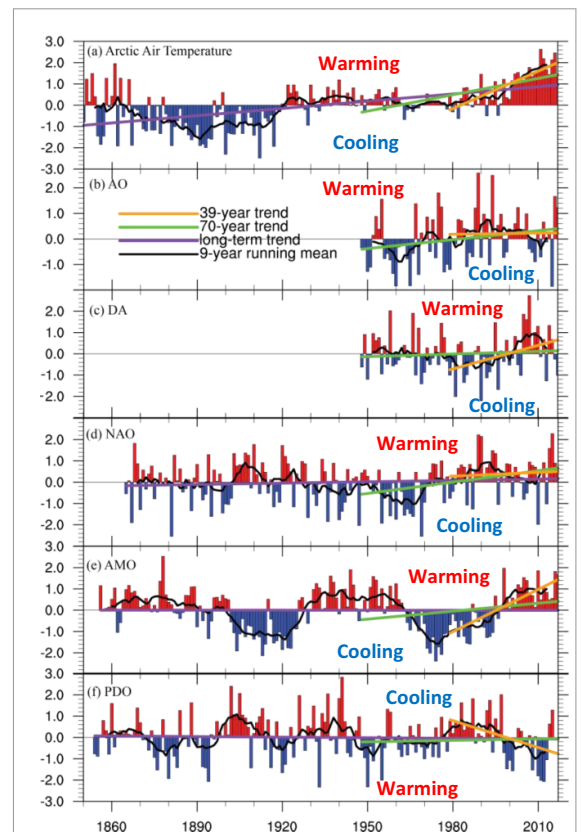 3.0
(a) Arctic Air Temperature
Warming
2.0
1.0
0.0
-1.0
Cooling
-2.0
-3.0
(b) AO
Warming
2.0
39-year trend
1.0
70-year trend
0.0
long-term trend
9-year running mean
-1.0
Cooling
(c) DA
Warming
2.0
1.0
0.0
-1.0
-2.0
Cooling
(d) NAO
Warming
2.0
1.0
0.0
-1.0
Cooling
-2.0
3.0
(e) AMO
Warming
2.0
1.0
0.0
-1.0
Cooling
-2.0
3.0
(f) PDO
Cooling
2.0
1.0
0.0
-1.0
-2.0
Warming
-3.0
1860 1890 1920 1950 1980 2010